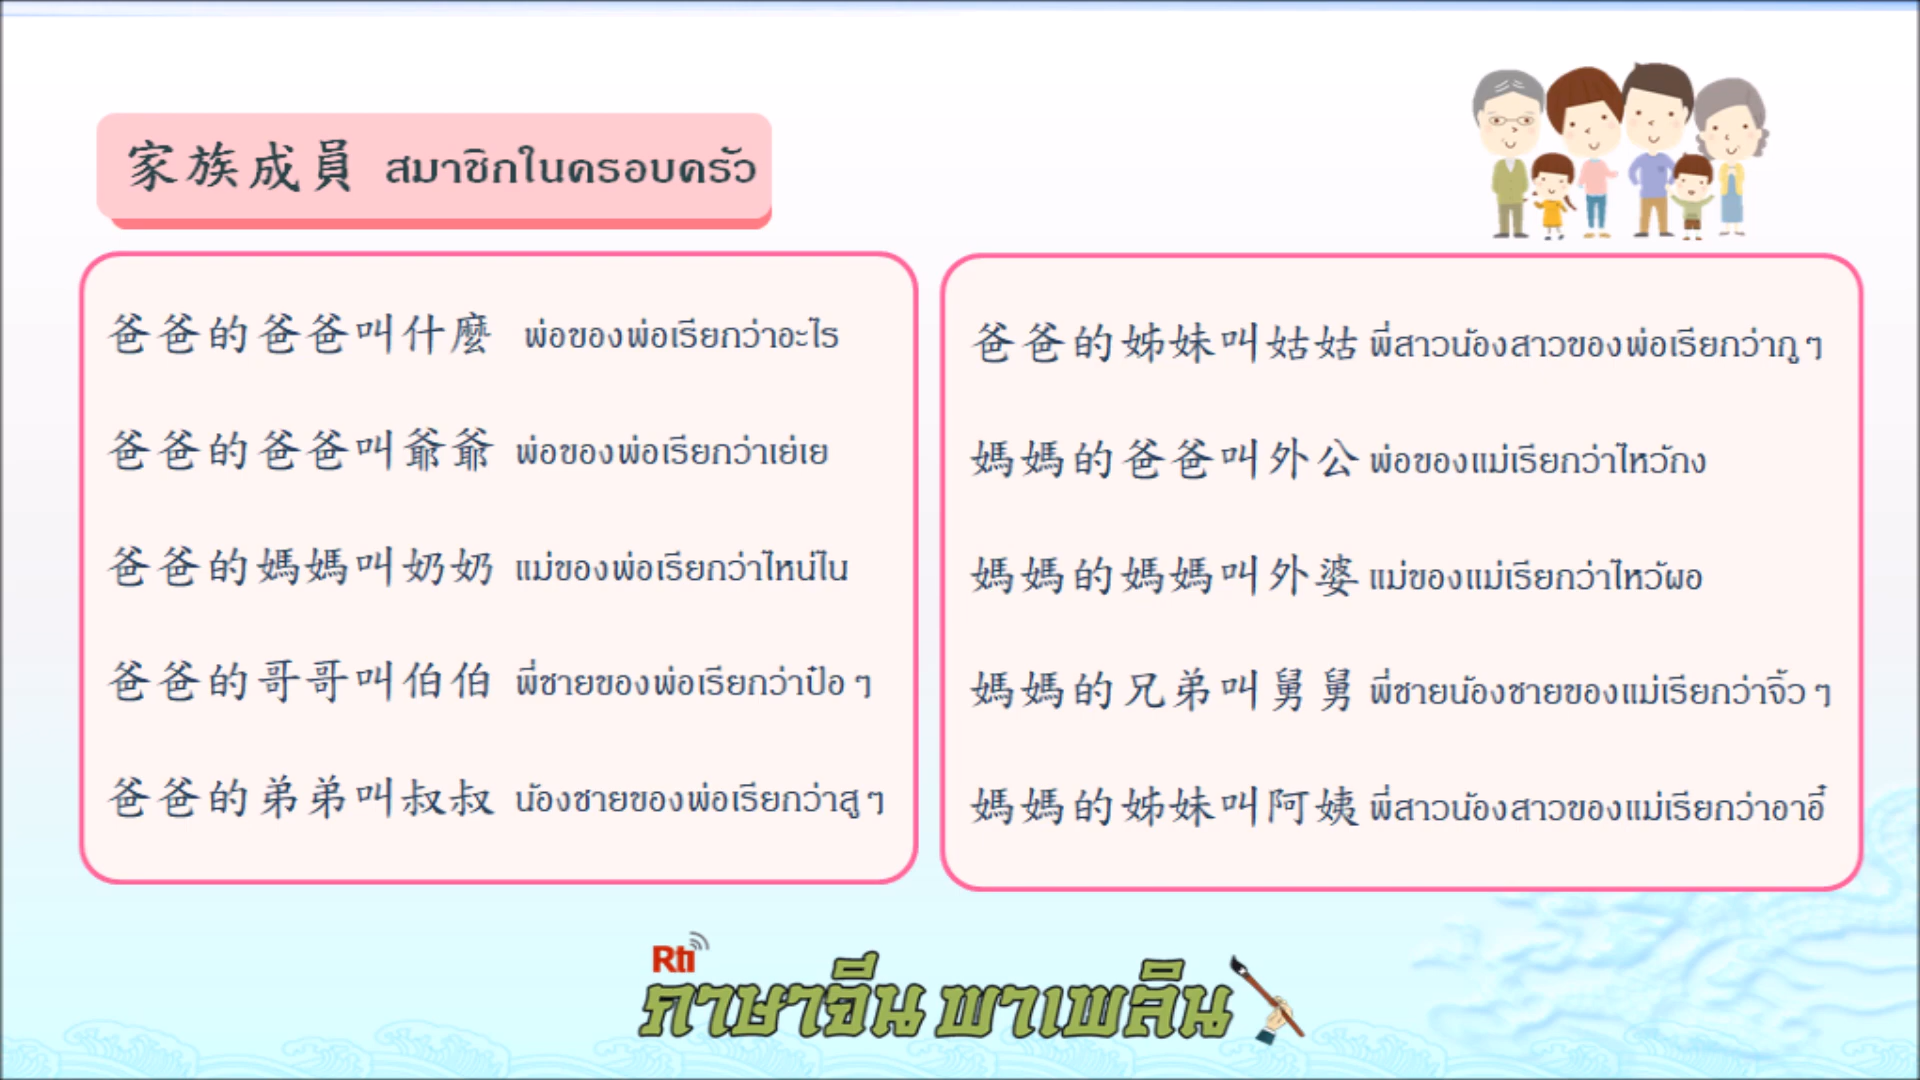 家族成員 สมาชิกในครอบครัว
爸爸的爸爸叫什麼 พ่อของพ่อเรียกว่าอะไร
爸爸的爸爸叫爺爺 พ่อของพ่อเรียกว่าเย่เย
爸爸的媽媽叫奶奶 แม่ของพ่อเรียกว่าไหน่ไน
爸爸的哥哥叫伯伯 พี่ชายของพ่อเรียกว่าป๋อ ๆ
爸爸的弟弟叫叔叔 น้องชายของพ่อเรียกว่าสู ๆ
爸爸的姊妹叫姑姑 พี่สาวน้องสาวของพ่อเรียกว่ากู ๆ
媽媽的爸爸叫外公 พ่อของแม่เรียกว่าไหว้กง
媽媽的媽媽叫外婆 แม่ของแม่เรียกว่าไหว้ผอ
媽媽的兄弟叫舅舅 พี่ชายน้องชายของแม่เรียกว่าจิ้ว ๆ
媽媽的姊妹叫阿姨 พี่สาวน้องสาวของแม่เรียกว่าอาอี๋
Rti
ภาษาจีน พาเพลิน